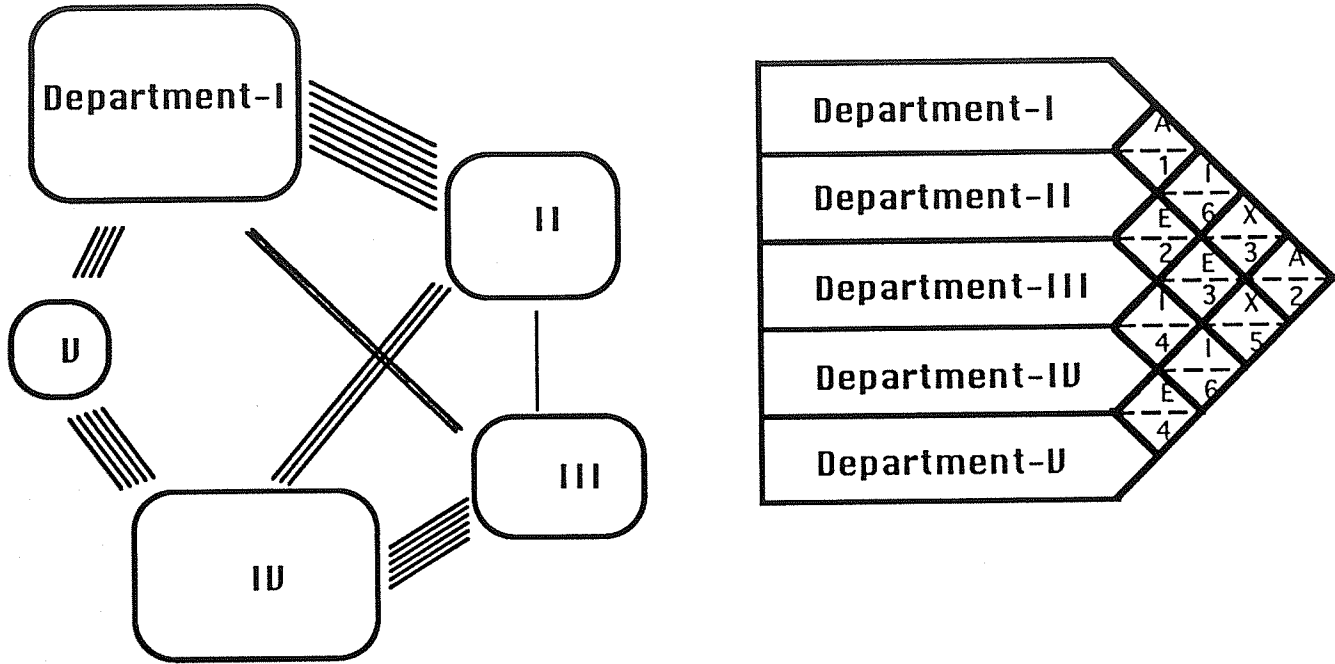 Department-I
II
V
III
IV
Department-I
Department-II
Department-III
Department-IV
Department-V
A
1
I
6
X
3
A
2
E
2
E
3
X
5
I
4
I
6
E
4